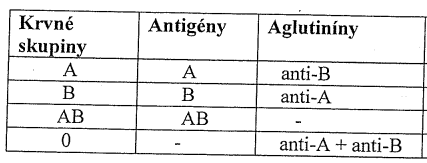 Krvné skupiny Antigény Aglutiníny
A A anti-B
B B anti-A
AB AB -
0 - anti-A + anti-B